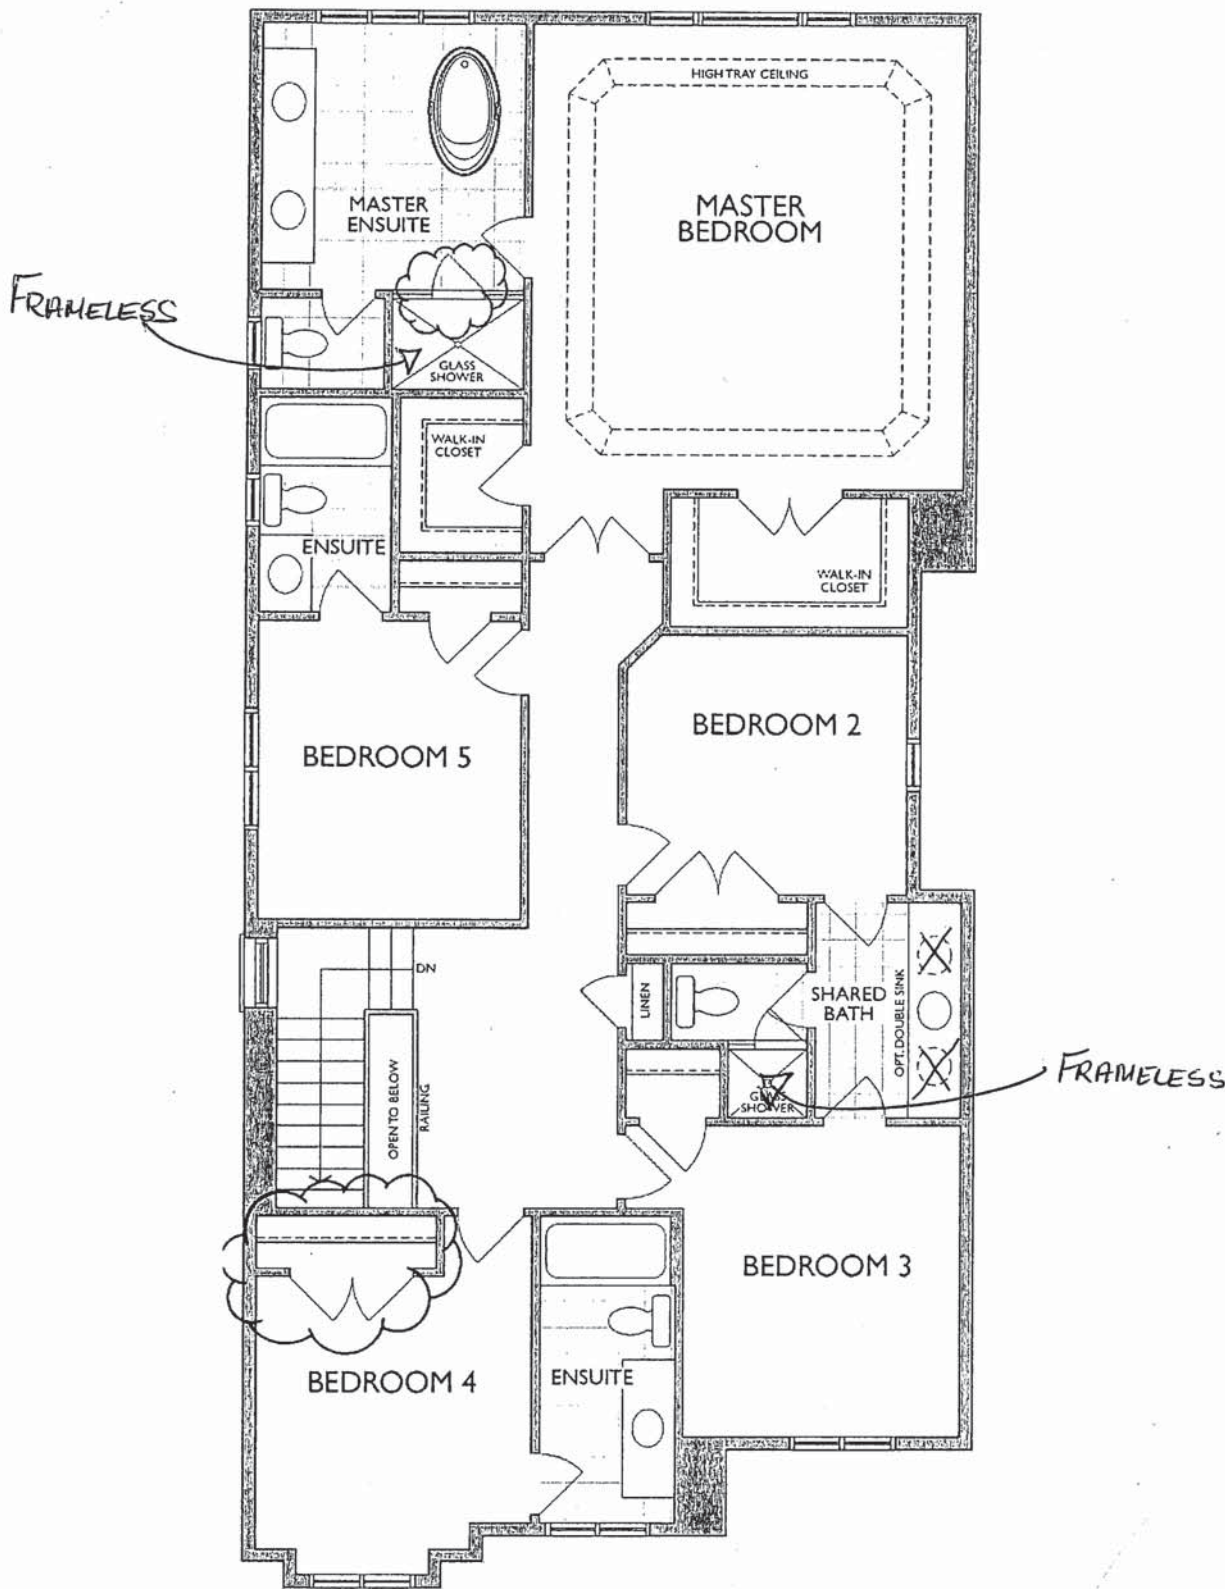 HIGH TRAY CEILING
MASTER
ENSUITE
MASTER
BEDROOM
FRAMELESS
GLASS
SHOWER
WALK-IN
CLOSET
ENSUITE
WALK-IN
CLOSET
BEDROOM 5
BEDROOM 2
DN
LINEN
SHARED
BATH
OPT. DOUBLE SINK
OPEN TO BELOW
RAILING
GLASS
SHOWER
FRAMELESS
BEDROOM 3
BEDROOM 4
ENSUITE